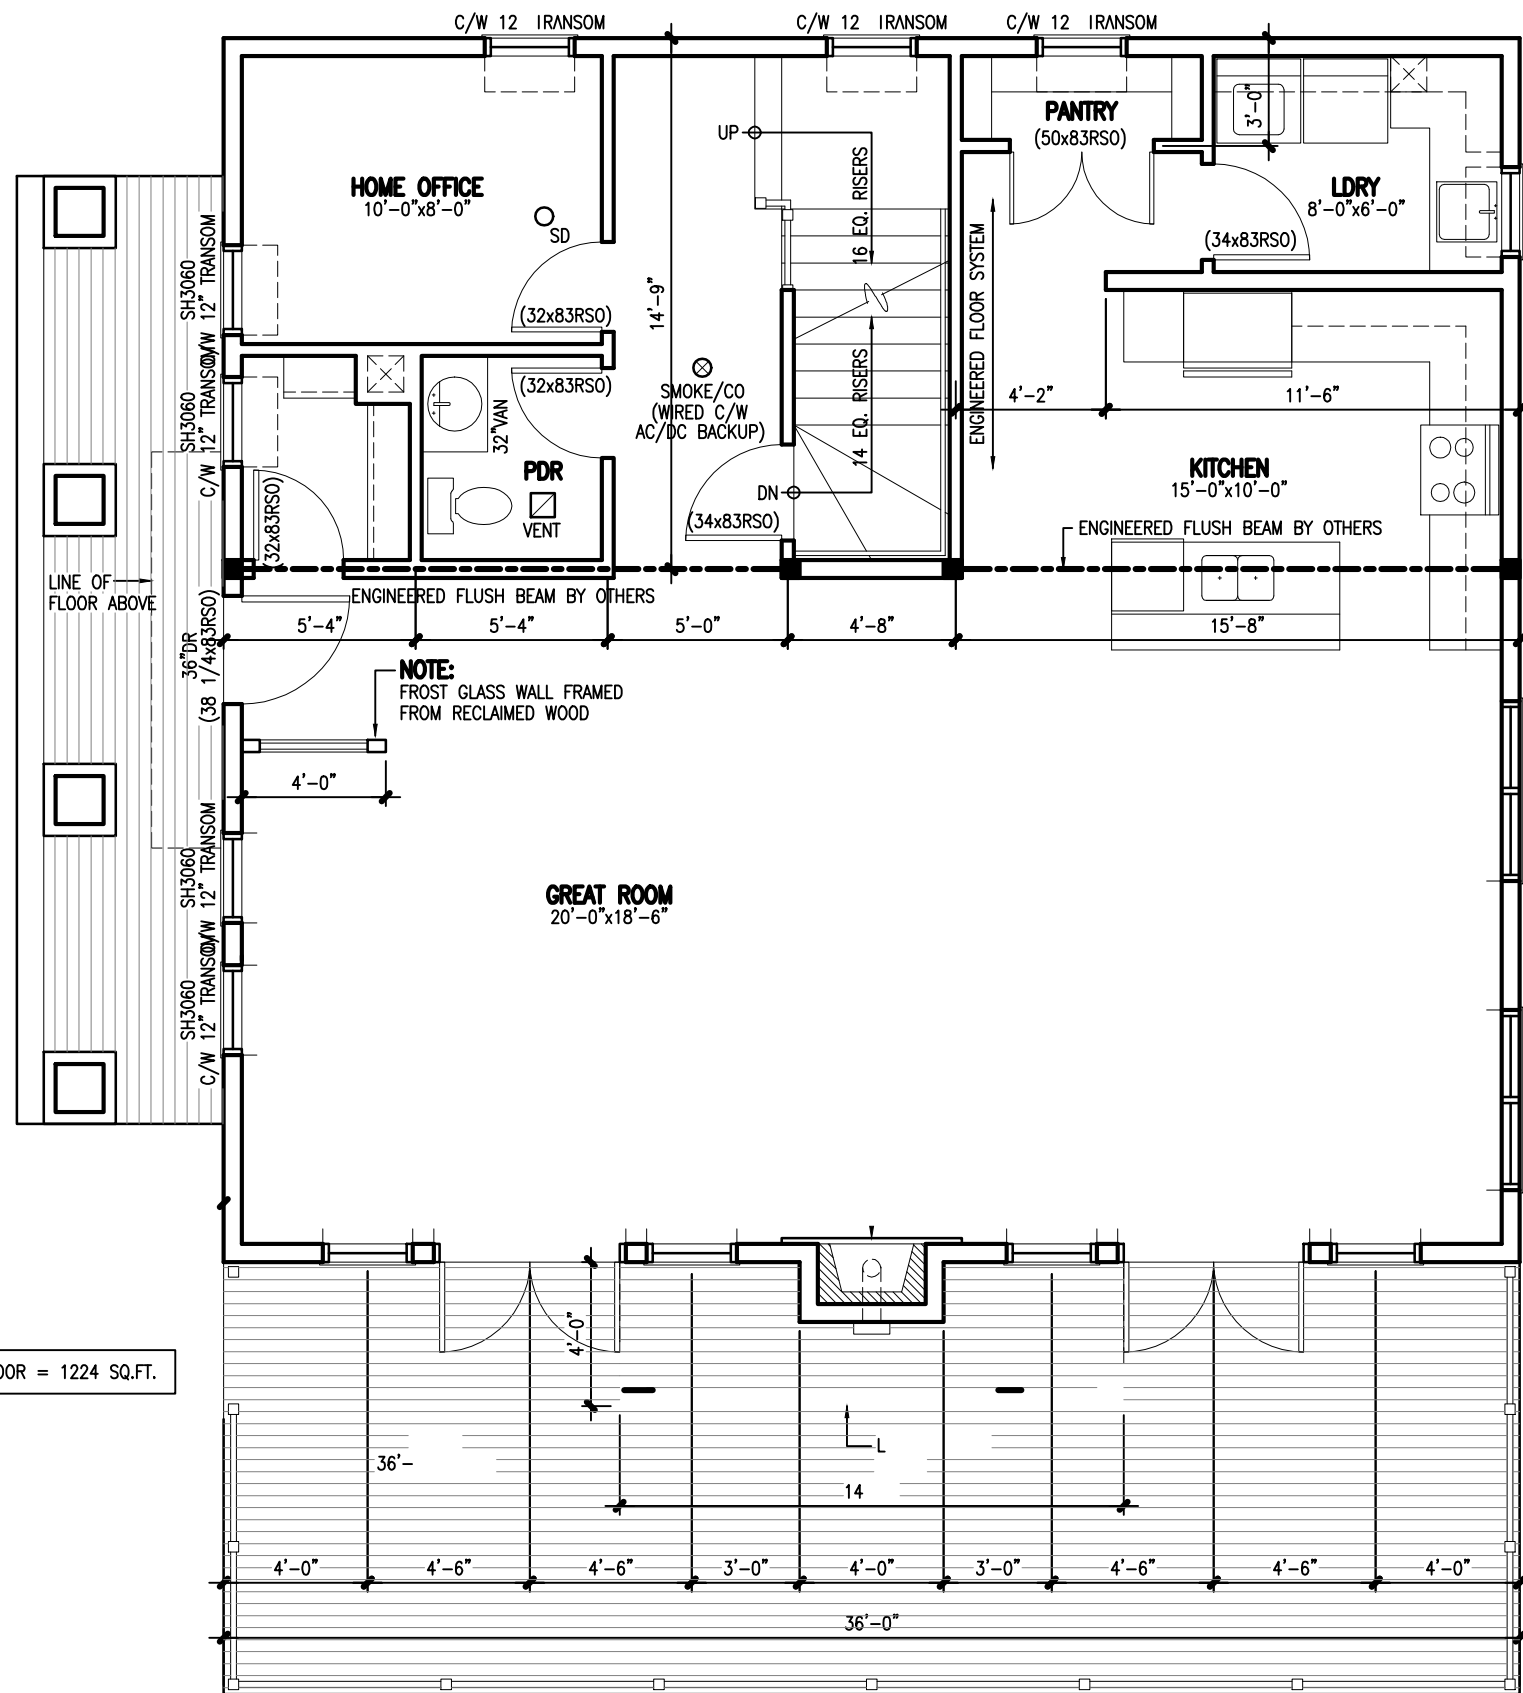 C/W 12 IRANSOM
C/W 12 IRANSOM
C/W 12 IRANSOM
UP
PANTRY
(50x83RSO)
3'-0"
HOME OFFICE
10'-0"x8'-0"
SD
16 EQ. RISERS
LDRY
8'-0"x6'-0"
(34x83RSO)
ENGINEERED FLOOR SYSTEM
SH3060
C/W 12" TRANSOM
14'-9"
(32x83RSO)
(32x83RSO)
SMOKE/CO
(WIRED C/W
AC/DC BACKUP)
14 EQ. RISERS
4'-2"
11'-6"
SH3060
C/W 12" TRANSOM
32"VAN
PDR
VENT
DN
(34x83RSO)
(32x83RSO)
KITCHEN
15'-0"x10'-0"
ENGINEERED FLUSH BEAM BY OTHERS
LINE OF
FLOOR ABOVE
ENGINEERED FLUSH BEAM BY OTHERS
5'-4"
5'-4"
5'-0"
4'-8"
15'-8"
36"DR
(38 1/4x83RSO)
NOTE:
FROST GLASS WALL FRAMED
FROM RECLAIMED WOOD
4'-0"
SH3060
C/W 12" TRANSOM
GREAT ROOM
20'-0"x18'-6"
SH3060
C/W 12" TRANSOM
4'-0"
OOR = 1224 SQ.FT.
L
36'-
14
4'-0"
4'-6"
4'-6"
3'-0"
4'-0"
3'-0"
4'-6"
4'-6"
4'-0"
36'-0"